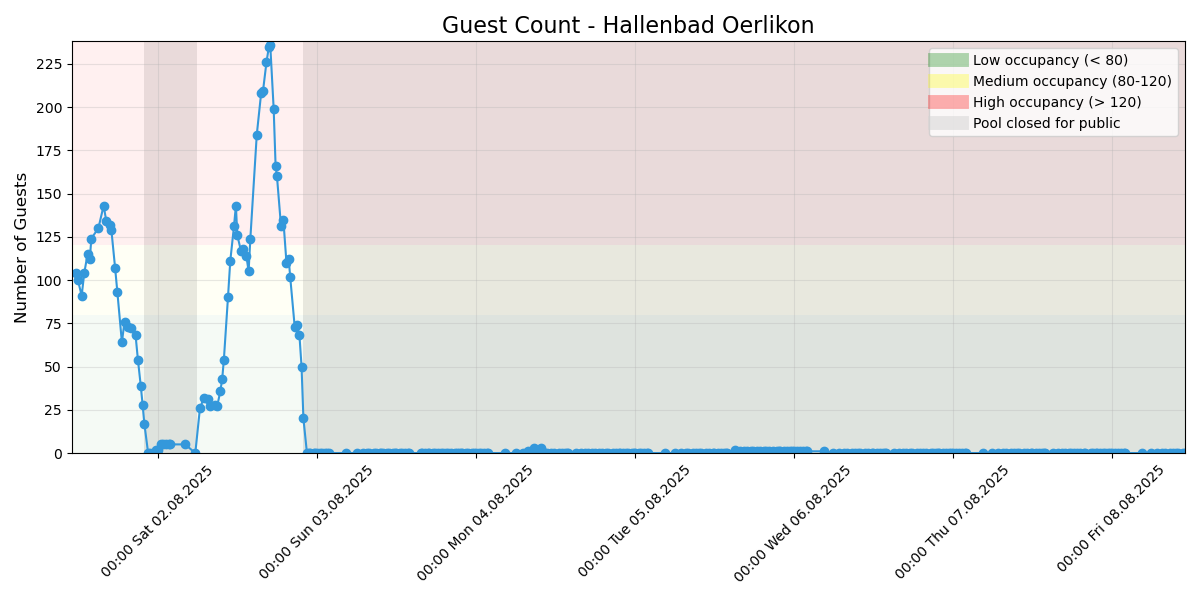 Guest Count - Hallenbad Oerlikon
Number of Guests
225
200
175
150
125
100
75
50
25
0
Low occupancy (< 80)
Medium occupancy (80-120)
High occupancy (> 120)
Pool closed for public
00:00 Sat 02.08.2025
00:00 Sun 03.08.2025
00:00 Mon 04.08.2025
00:00 Tue 05.08.2025
00:00 Wed 06.08.2025
00:00 Thu 07.08.2025
00:00 Fri 08.08.2025